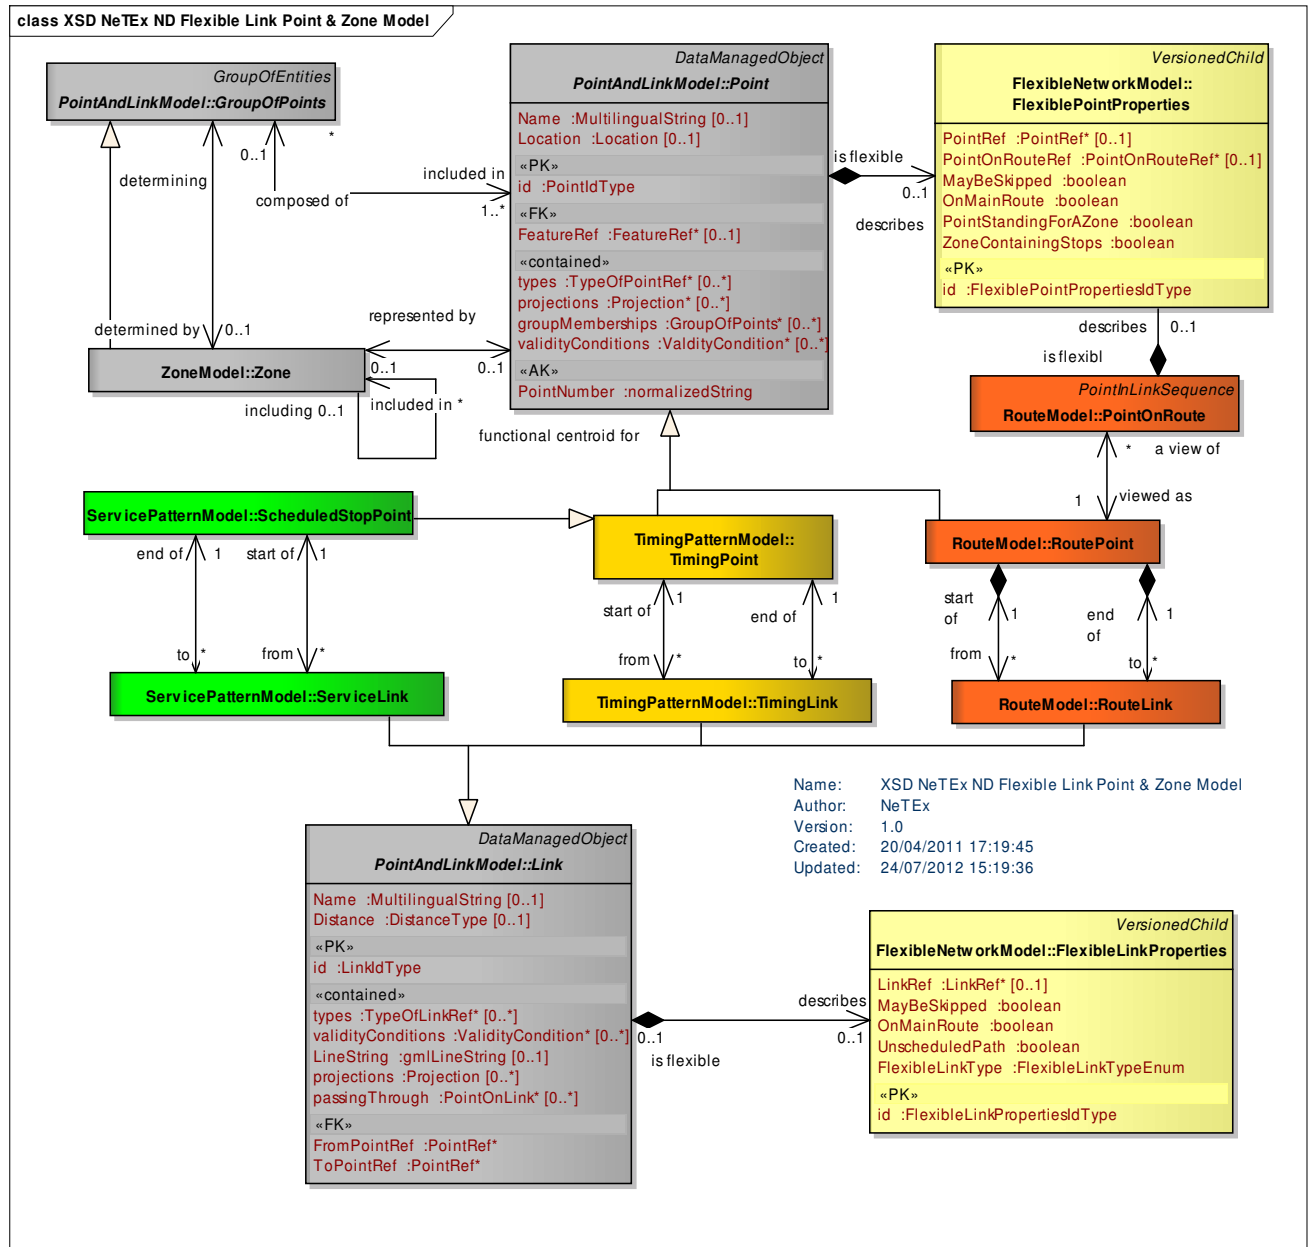 class XSD NeTEx ND Flexible Link Point & Zone Model
GroupOfEntities
PointAndLinkModel::GroupOfPoints
*
0..1
determining
composed of
included in
1..*
determined by
0..1
represented by
0..1
0..1
ZoneModel::Zone
including 0..1
included in *
DataManagedObject
PointAndLinkModel::Point
Name :MultilingualString [0..1]
Location :Location [0..1]
«PK»
id :PointIdType
«FK»
FeatureRef :FeatureRef* [0..1]
«contained»
types :TypeOfPointRef* [0..*]
projections :Projection* [0..*]
groupMemberships :GroupOfPoints* [0..*]
validityConditions :ValdityCondition* [0..*]
«AK»
PointNumber :normalizedString
functional centroid for
is flexible
0..1
describes
VersionedChild
FlexibleNetworkModel::
FlexiblePointProperties
PointRef :PointRef* [0..1]
PointOnRouteRef :PointOnRouteRef* [0..1]
MayBeSkipped :boolean
OnMainRoute :boolean
PointStandingForAZone :boolean
ZoneContainingStops :boolean
«PK»
id :FlexiblePointPropertiesIdType
describes
0..1
is flexibl
PointInLinkSequence
RouteModel::PointOnRoute
* a view of
1 viewed as
ServicePatternModel::ScheduledStopPoint
end of 1
start of 1
to *
from *
ServicePatternModel::ServiceLink
TimingPatternModel::
TimingPoint
start of 1
end of 1
from *
to *
TimingPatternModel::TimingLink
RouteModel::RoutePoint
start
of
1
end
of
1
from *
to *
RouteModel::RouteLink
Name: XSD NeTEx ND Flexible Link Point & Zone Model
Author: NeTEx
Version: 1.0
Created: 20/04/2011 17:19:45
Updated: 24/07/2012 15:19:36
DataManagedObject
PointAndLinkModel::Link
Name :MultilingualString [0..1]
Distance :DistanceType [0..1]
«PK»
id :LinkIdType
«contained»
types :TypeOfLinkRef* [0..*]
validityConditions :ValidityCondition* [0..*]
LineString :gmlLineString [0..1]
projections :Projection [0..*]
passingThrough :PointOnLink* [0..*]
«FK»
FromPointRef :PointRef*
ToPointRef :PointRef*
0..1
is flexible
describes
0..1
VersionedChild
FlexibleNetworkModel::FlexibleLinkProperties
LinkRef :LinkRef* [0..1]
MayBeSkipped :boolean
OnMainRoute :boolean
UnscheduledPath :boolean
FlexibleLinkType :FlexibleLinkTypeEnum
«PK»
id :FlexibleLinkPropertiesIdType